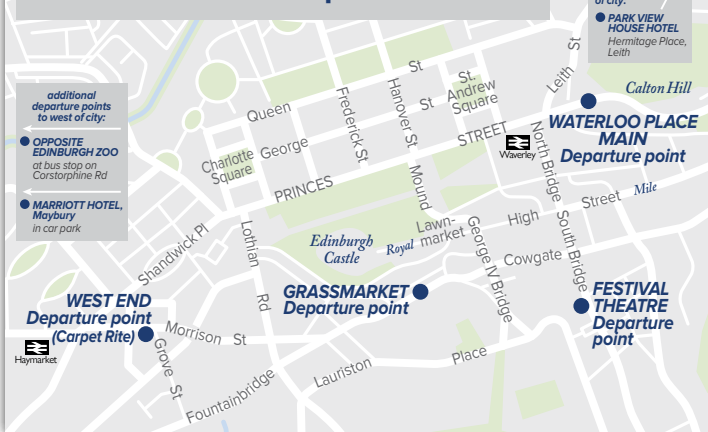 of city:
PARK VIEW
HOUSE HOTEL
Hermitage Place,
Leith
additional
departure points
to west of city:
OPPOSITE
EDINBURGH ZOO
at bus stop on
Corstorphine Rd
MARRIOTT HOTEL,
Maybury
in car park
Queen
St
Frederick St
Hanover St
St.
Andrew
Square
Leith St
Calton Hill
WATERLOO PLACE
MAIN
Departure point
Charlotte
Square
George
St
PRINCES
STREET
Waverley
North Bridge
Mound
Shandwick Pl
Lothian
Rd
Edinburgh
Castle
Royal
Mile
Lawn-
market
High
Street
George IV Bridge
Cowgate
South Bridge
WEST END
Departure point
(Carpet Rite)
GRASSMARKET
Departure point
FESTIVAL
THEATRE
Departure
point
Haymarket
Morrison St
Grove St
Fountainbridge
Lauriston
Place